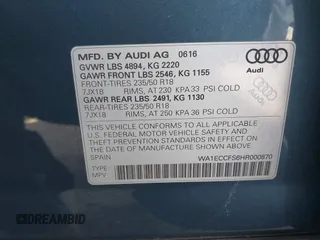 MFD. BY AUDI AG 0616
GVWR LBS 4894, KG 2220
GAWR FRONT LBS 2546, KG 1155
W/FRONT TIRES 235/50 R18
7JX18 RIMS, AT 230 KPA 33 PSI COLD
GAWR REAR LBS 2491, KG 1130
W/REAR TIRES 235/50 R18
7JX18 RIMS, AT 250 KPA 36 PSI COLD
THIS VEHICLE CONFORMS TO ALL APPLICABLE
U.S. FEDERAL MOTOR VEHICLE SAFETY AND
THEFT PREVENTION STANDARDS IN EFFECT
ON THE DATE OF MANUFACTURE SHOWN ABOVE.
SPAIN WA1ECCFS6HR000870
TYPE: MPV
Audi
DREAMBID